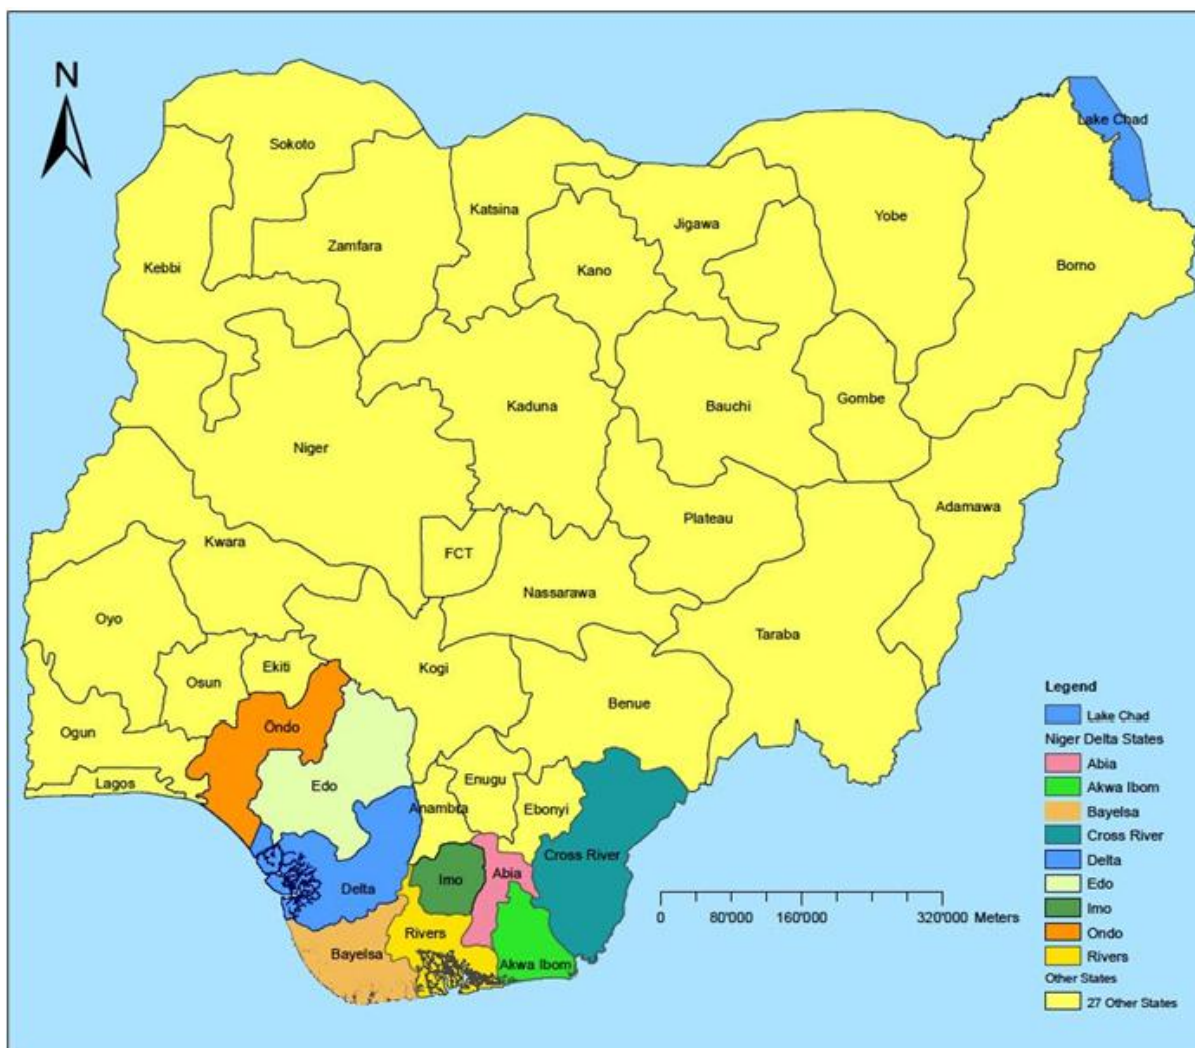 N
Lake Chad
Sokoto
Katsina
Jigawa
Yobe
Zamfara
Kano
Kebbi
Borno
Kaduna
Bauchi
Gombe
Niger
Adamawa
Plateau
Kwara
FCT
Nassarawa
Oyo
Taraba
Ekiti
Kogi
Osun
Benue
Ondo
Ogun
Enugu
Lagos
Edo
Anambra
Ebonyi
Cross River
Abia
Imo
Delta
Rivers
Bayelsa
Akwa Ibom
0 80'000 160'000 320'000 Meters
Legend
Lake Chad
Niger Delta States
Abia
Akwa Ibom
Bayelsa
Cross River
Delta
Edo
Imo
Ondo
Rivers
Other States
27 Other States